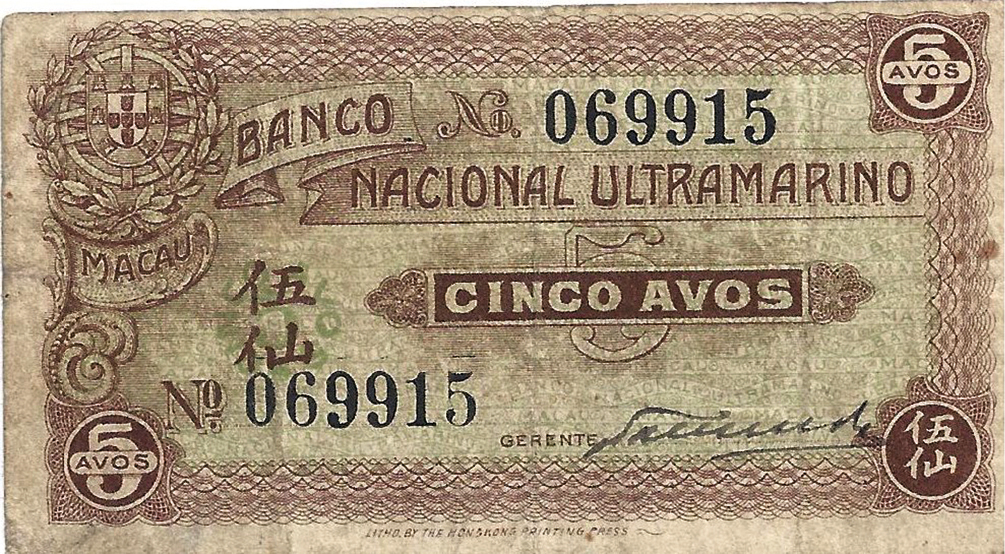 5 AVOS
BANCO No. 069915
NACIONAL ULTRAMARINO
MACAU
5
CINCO AVOS
伍仙
No 069915
GERENTE
5 AVOS
伍仙
LITHO. BY THE HONGKONG PRINTING PRESS